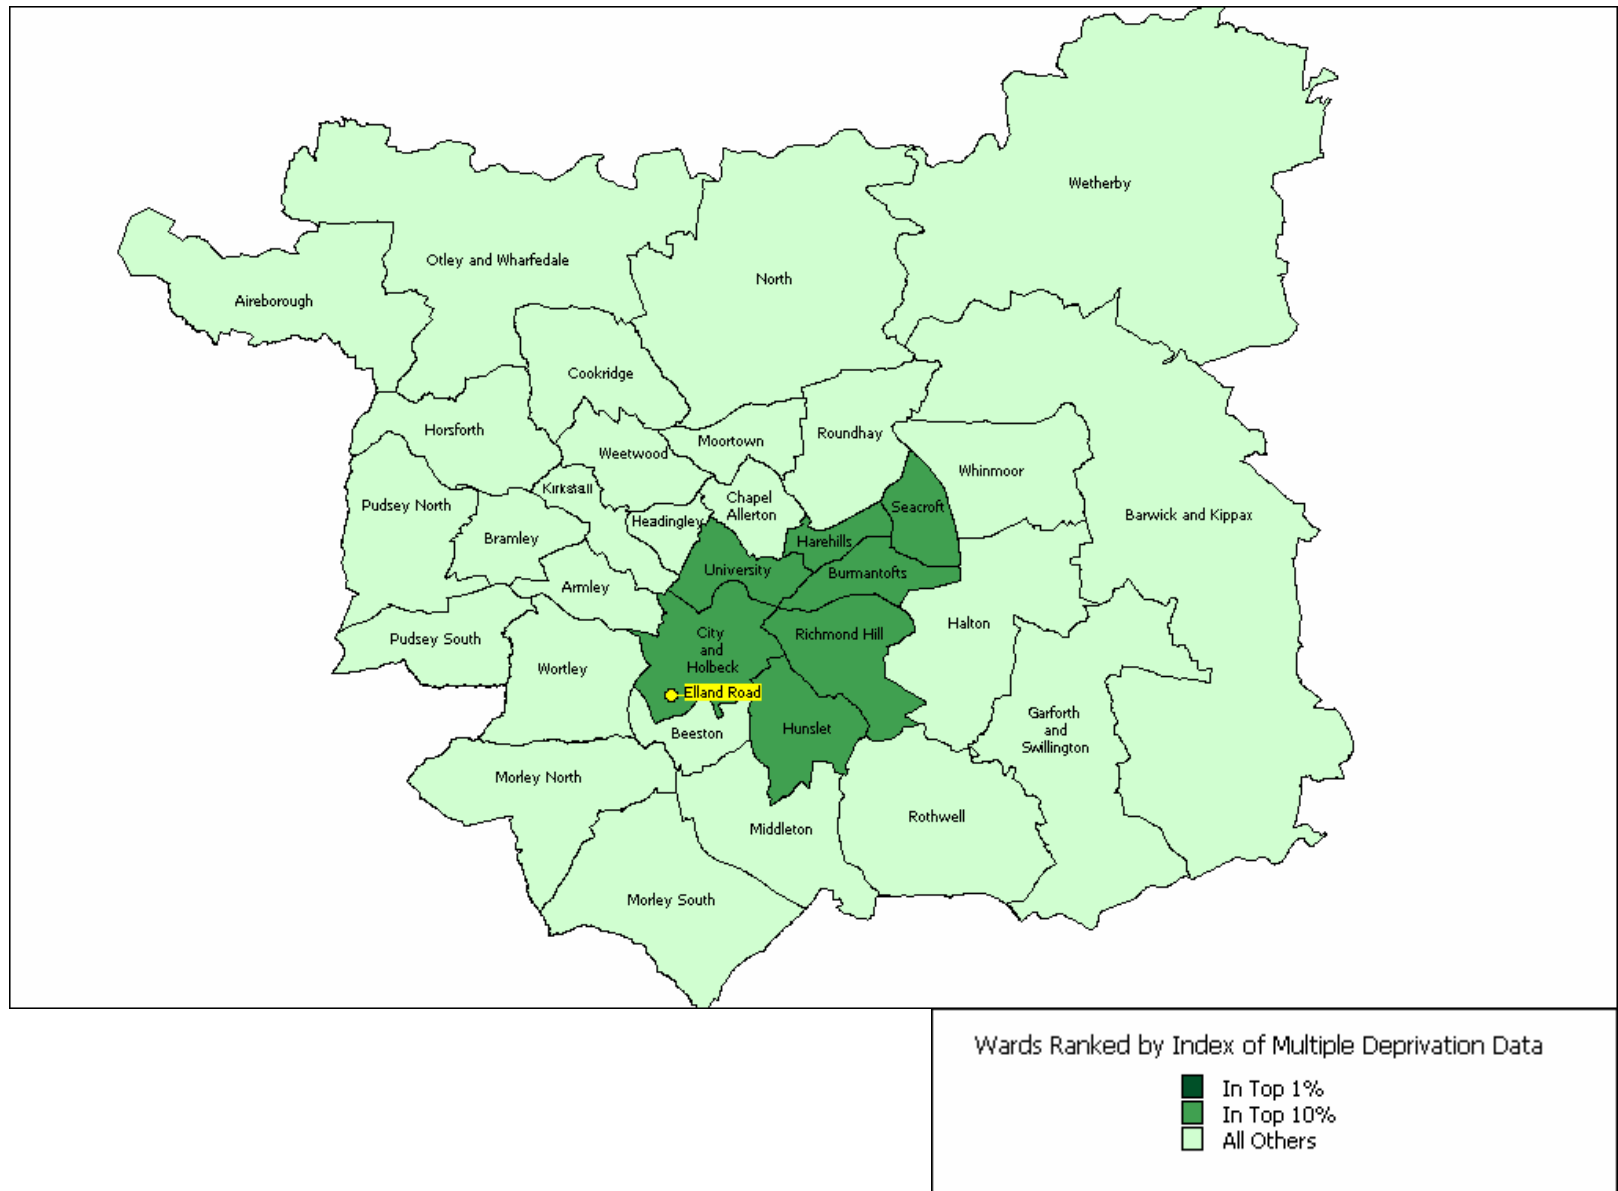 Wetherby
Otley and Wharfedale
North
Aireborough
Cookridge
Horsforth
Moortown
Roundhay
Weetwood
Whinmoor
Kirkstall
Pudsey North
Chapel
Allerton
Seacroft
Barwick and Kippax
Headingley
Bramley
Harehills
University
Burmantofts
Armley
Halton
Pudsey South
City
and
Holbeck
Richmond Hill
Wortley
Elland Road
Garforth
and
Swillington
Beeston
Hunslet
Morley North
Middleton
Rothwell
Morley South
Wards Ranked by Index of Multiple Deprivation Data
In Top 1%
In Top 10%
All Others